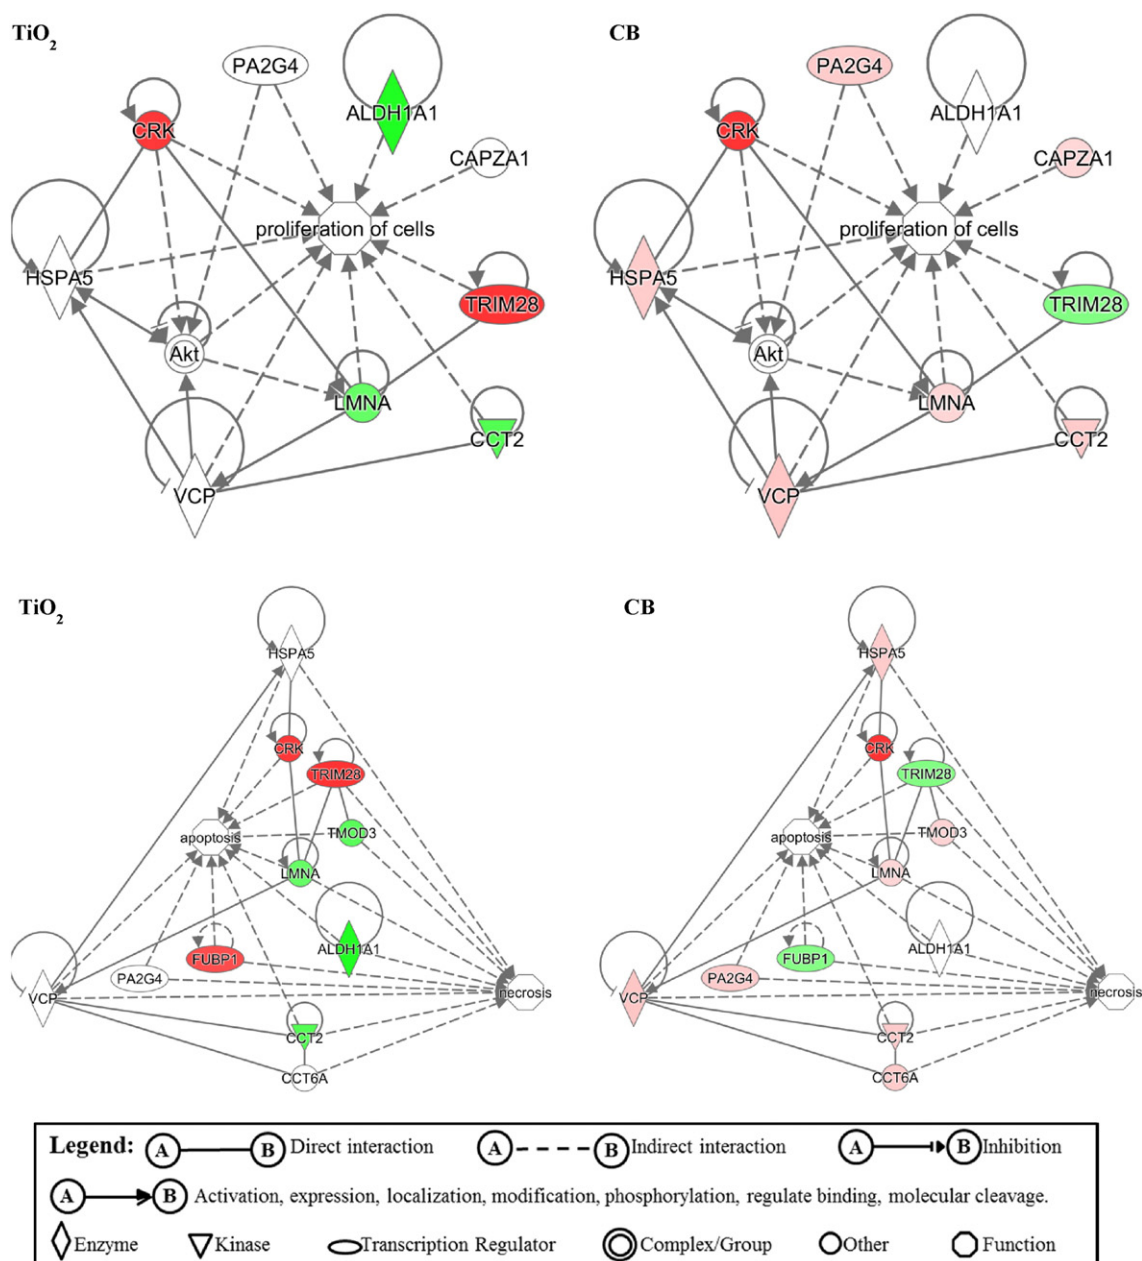 TiO2
CB
PA2G4
ALDH1A1
CRK
CAPZA1
proliferation of cells
HSPA5
TRIM28
Akt
LMNA
CCT2
VCP
PA2G4
ALDH1A1
CRK
CAPZA1
proliferation of cells
HSPA5
TRIM28
Akt
LMNA
CCT2
VCP
TiO2
CB
HSPA5
CRK
TRIM28
apoptosis
TMOD3
LMNA
ALDH1A1
FUBP1
PA2G4
VCP
necrosis
CCT2
CCT6A
HSPA5
CRK
TRIM28
apoptosis
TMOD3
LMNA
ALDH1A1
FUBP1
PA2G4
VCP
necrosis
CCT2
CCT6A
Legend: A B Direct interaction A B Indirect interaction A B Inhibition
A B Activation, expression, localization, modification, phosphorylation, regulate binding, molecular cleavage.
Enzyme Kinase Transcription Regulator Complex/Group Other Function